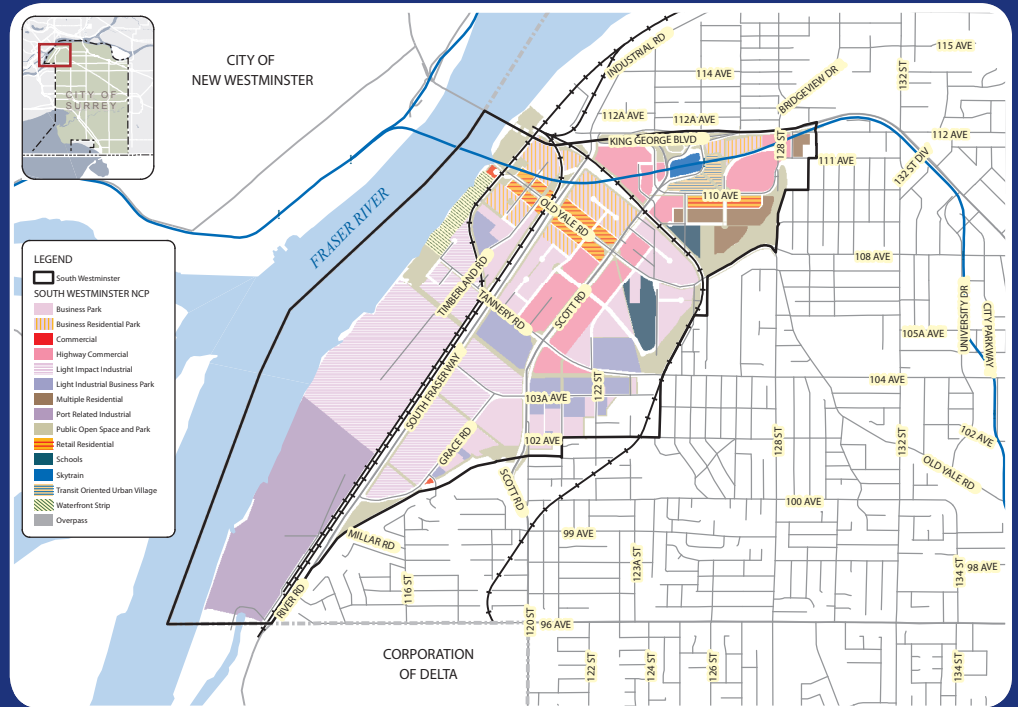 CITY OF
SURREY
CITY OF
NEW WESTMINSTER
FRASER RIVER
INDUSTRIAL RD
115 AVE
132 ST
114 AVE
BRIDGEVIEW DR
112A AVE
112A AVE
KING GEORGE BLVD
128 ST
112 AVE
111 AVE
132 ST DIV
110 AVE
OLD YALE RD
108 AVE
TIMBERLAND RD
TANNERY RD
SCOTT RD
UNIVERSITY DR
CITY PARKWAY
105A AVE
SOUTH FRASER WAY
122 ST
104 AVE
103A AVE
GRACE RD
102 AVE
128 ST
132 ST
102 AVE
OLD YALE RD
SCOTT RD
100 AVE
MILLAR RD
99 AVE
123A ST
134 ST
98 AVE
116 ST
RIVER RD
120 ST
96 AVE
CORPORATION
OF DELTA
122 ST
124 ST
126 ST
134 ST
LEGEND
South Westminster
SOUTH WESTMINSTER NCP
Business Park
Business Residential Park
Commercial
Highway Commercial
Light Impact Industrial
Light Industrial Business Park
Multiple Residential
Port Related Industrial
Public Open Space and Park
Retail Residential
Schools
Skytrain
Transit Oriented Urban Village
Waterfront Strip
Overpass